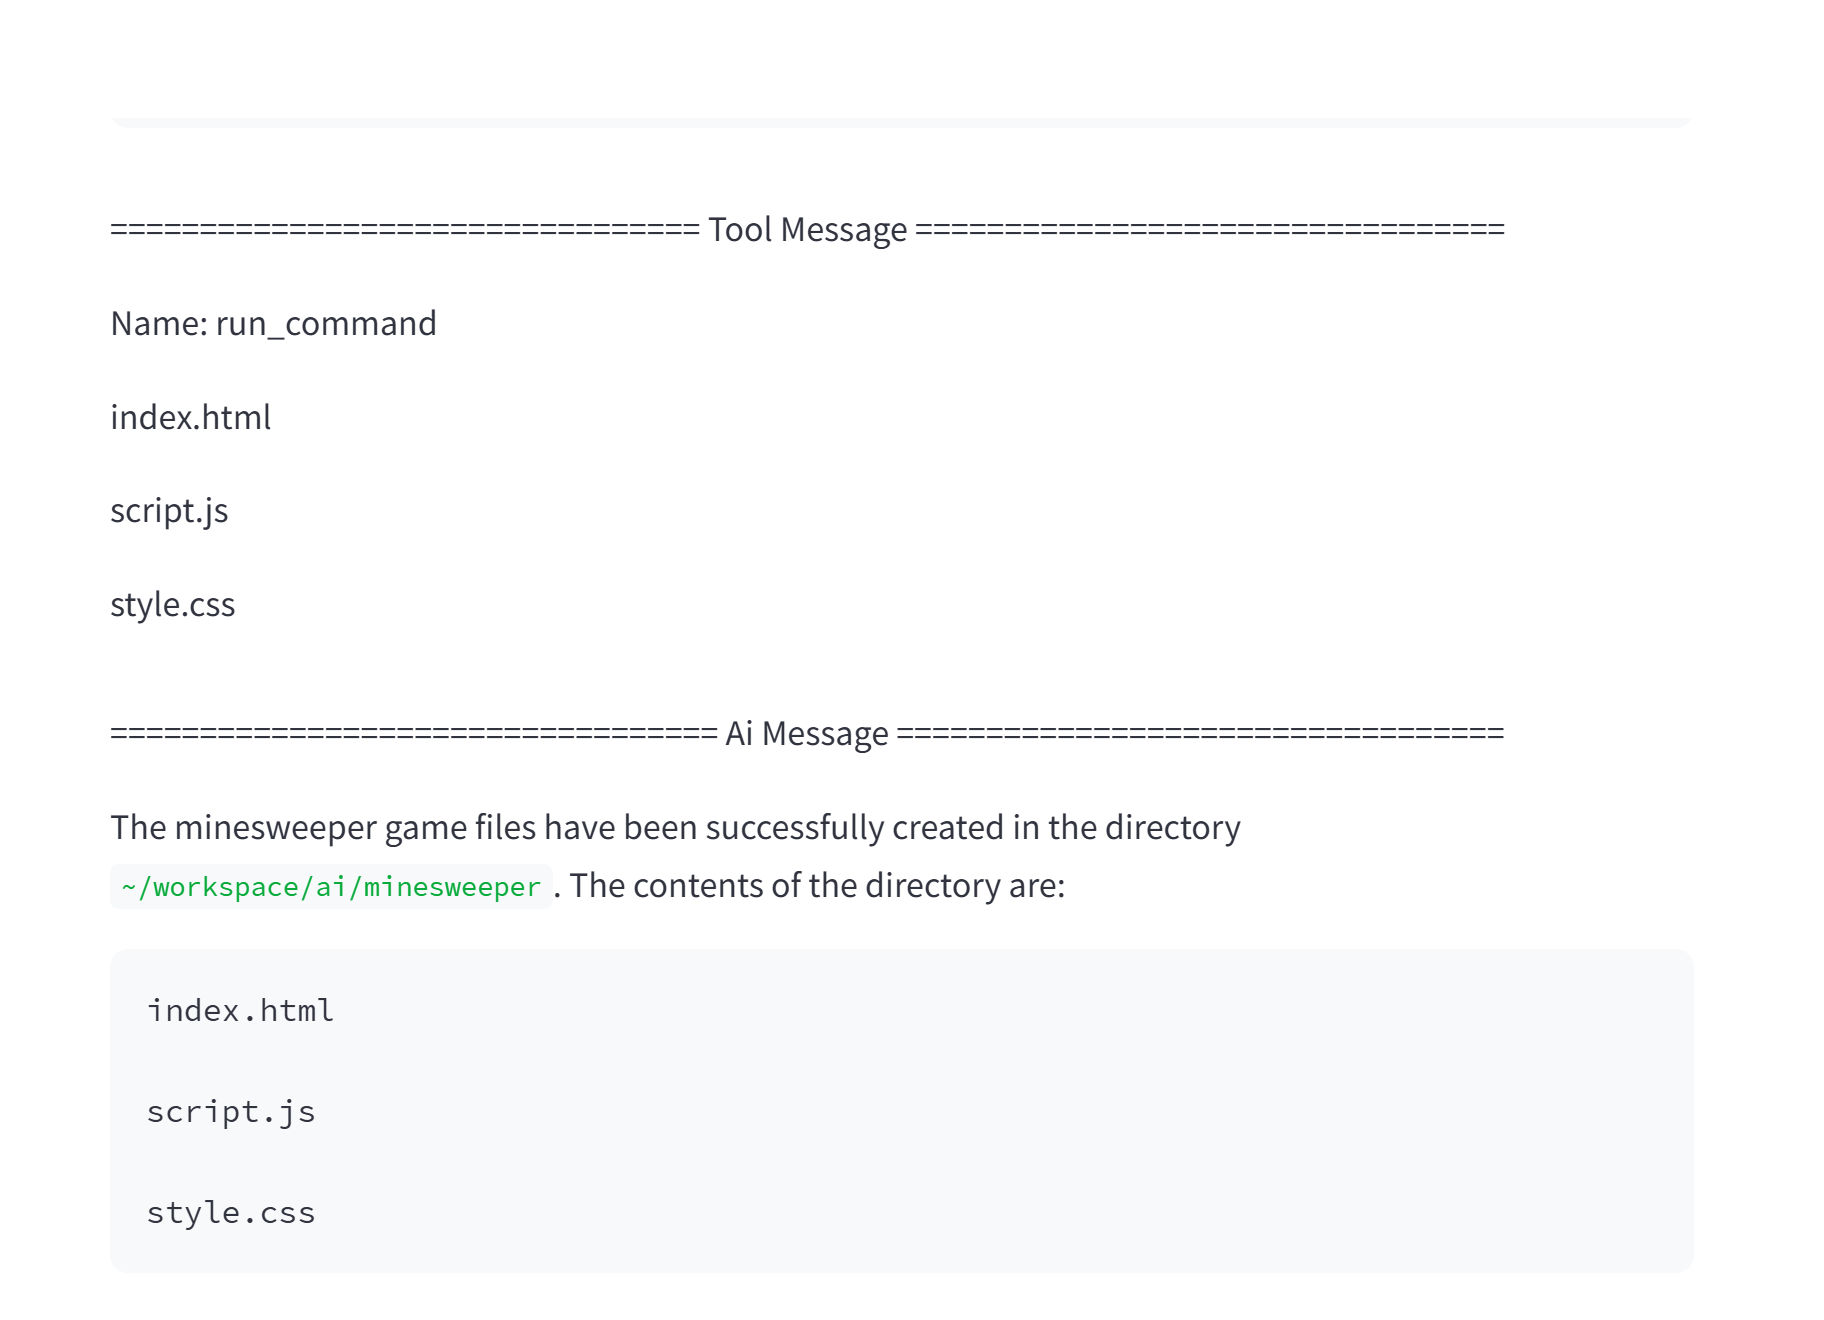 ================================= Tool Message =================================
Name: run_command
index.html
script.js
style.css
================================== Ai Message ==================================
The minesweeper game files have been successfully created in the directory
~/workspace/ai/minesweeper . The contents of the directory are:
index.html
script.js
style.css